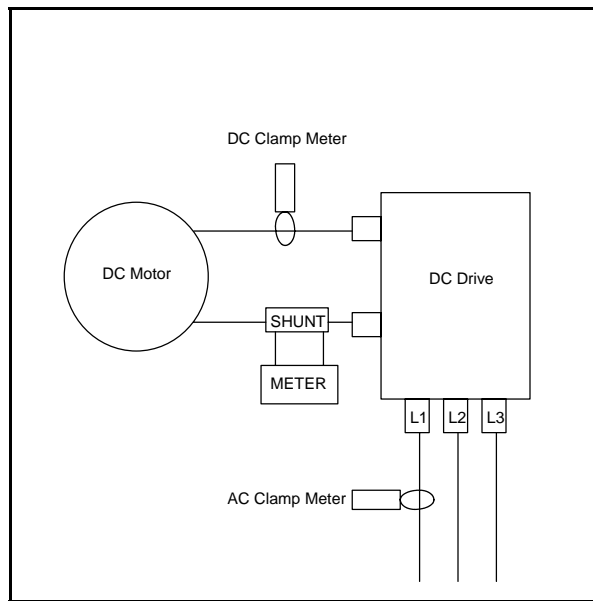 DC Clamp Meter
DC Motor
DC Drive
SHUNT
METER
L1 L2 L3
AC Clamp Meter